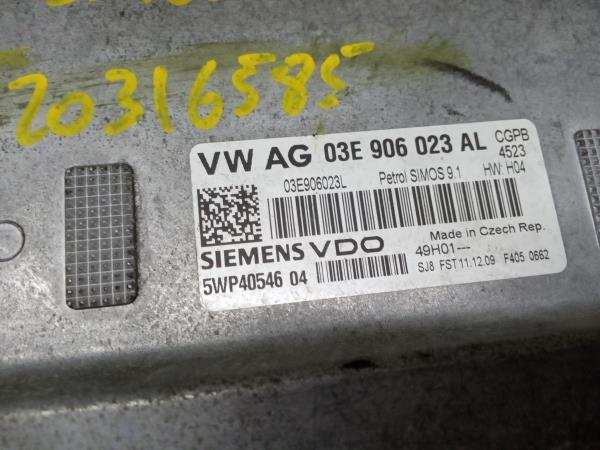 20316585
VW AG 03E 906 023 AL CGPB
4523
03E906023L Petrol SIMOS 9.1 HW: H04
SIEMENS VDO Made in Czech Rep.
49H01---
5WP40546 04 SJ8 FST11.12.09 F405 0662